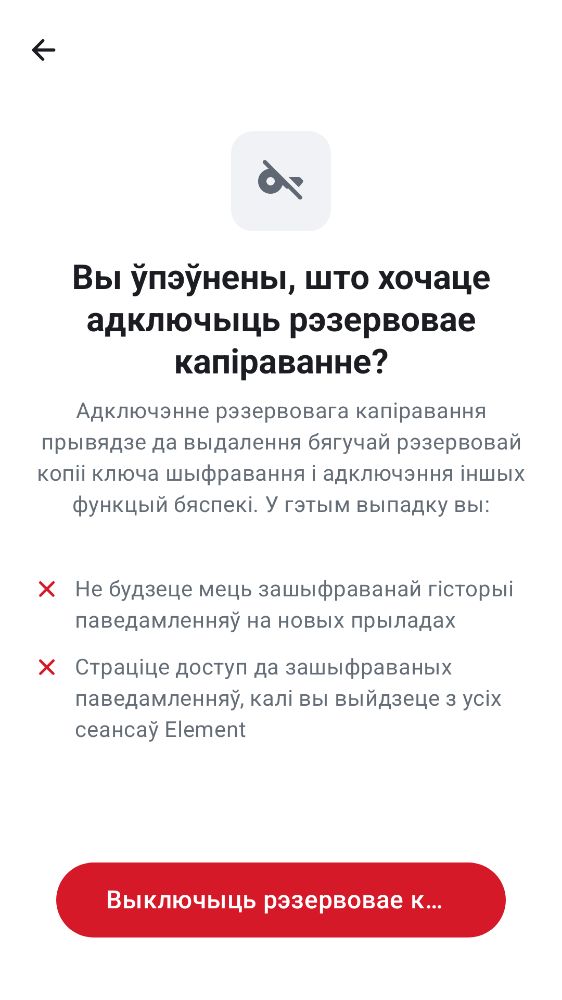 Вы ўпэўнены, што хочаце
адключыць рэзервовае
капіраванне?
Адключэнне рэзервовага капіравання
прывядзе да выдалення бягучай рэзервовай
копіі ключа шыфравання і адключэння іншых
функцый бяспекі. У гэтым выпадку вы:
Не будзеце мець зашыфраванай гісторыі
паведамленняў на новых прыладах
Страціце доступ да зашыфраваных
паведамленняў, калі вы выйдзеце з усіх
сеансаў Element
Выключыць рэзервовае к...